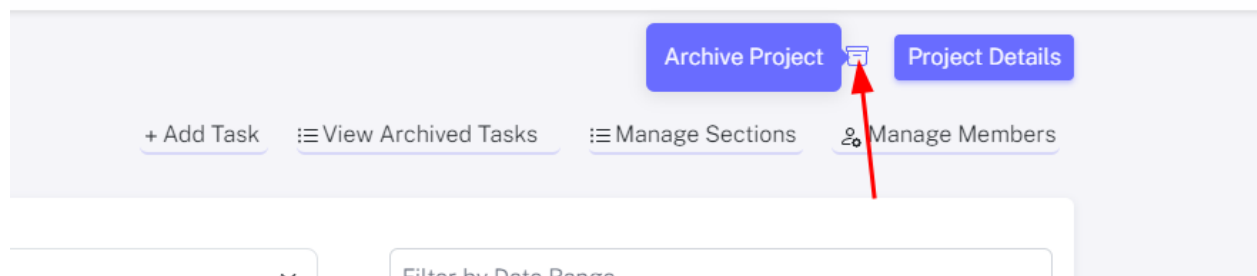 Archive Project Project Details
+ Add Task View Archived Tasks Manage Sections Manage Members
Filter by Date Range